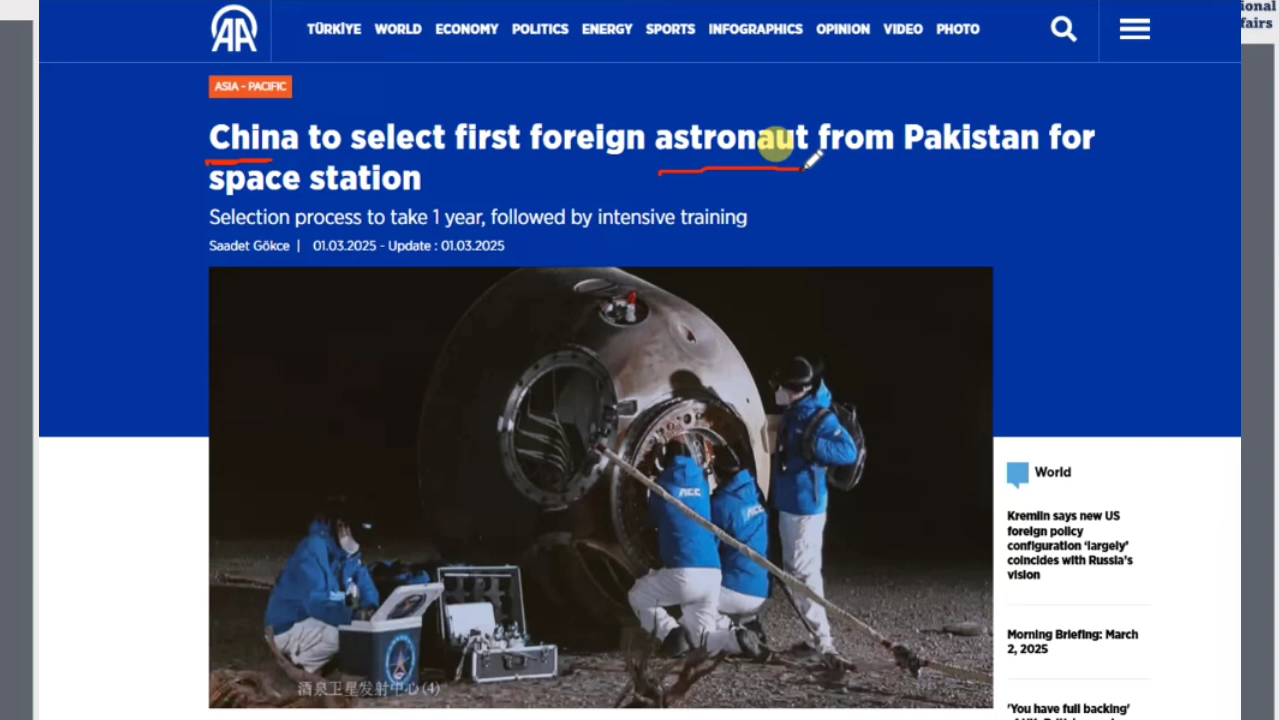 ional
fairs
AA
TÜRKİYE WORLD ECONOMY POLITICS ENERGY SPORTS INFOGRAPHICS OPINION VIDEO PHOTO
ASIA - PACIFIC
China to select first foreign astronaut from Pakistan for
space station
Selection process to take 1 year, followed by intensive training
Saadet Gökce | 01.03.2025 - Update : 01.03.2025
ACC
ACC
酒泉卫星发射中心(4)
World
Kremlin says new US
foreign policy
configuration ‘largely’
coincides with Russia’s
vision
Morning Briefing: March
2, 2025
'You have full backing'